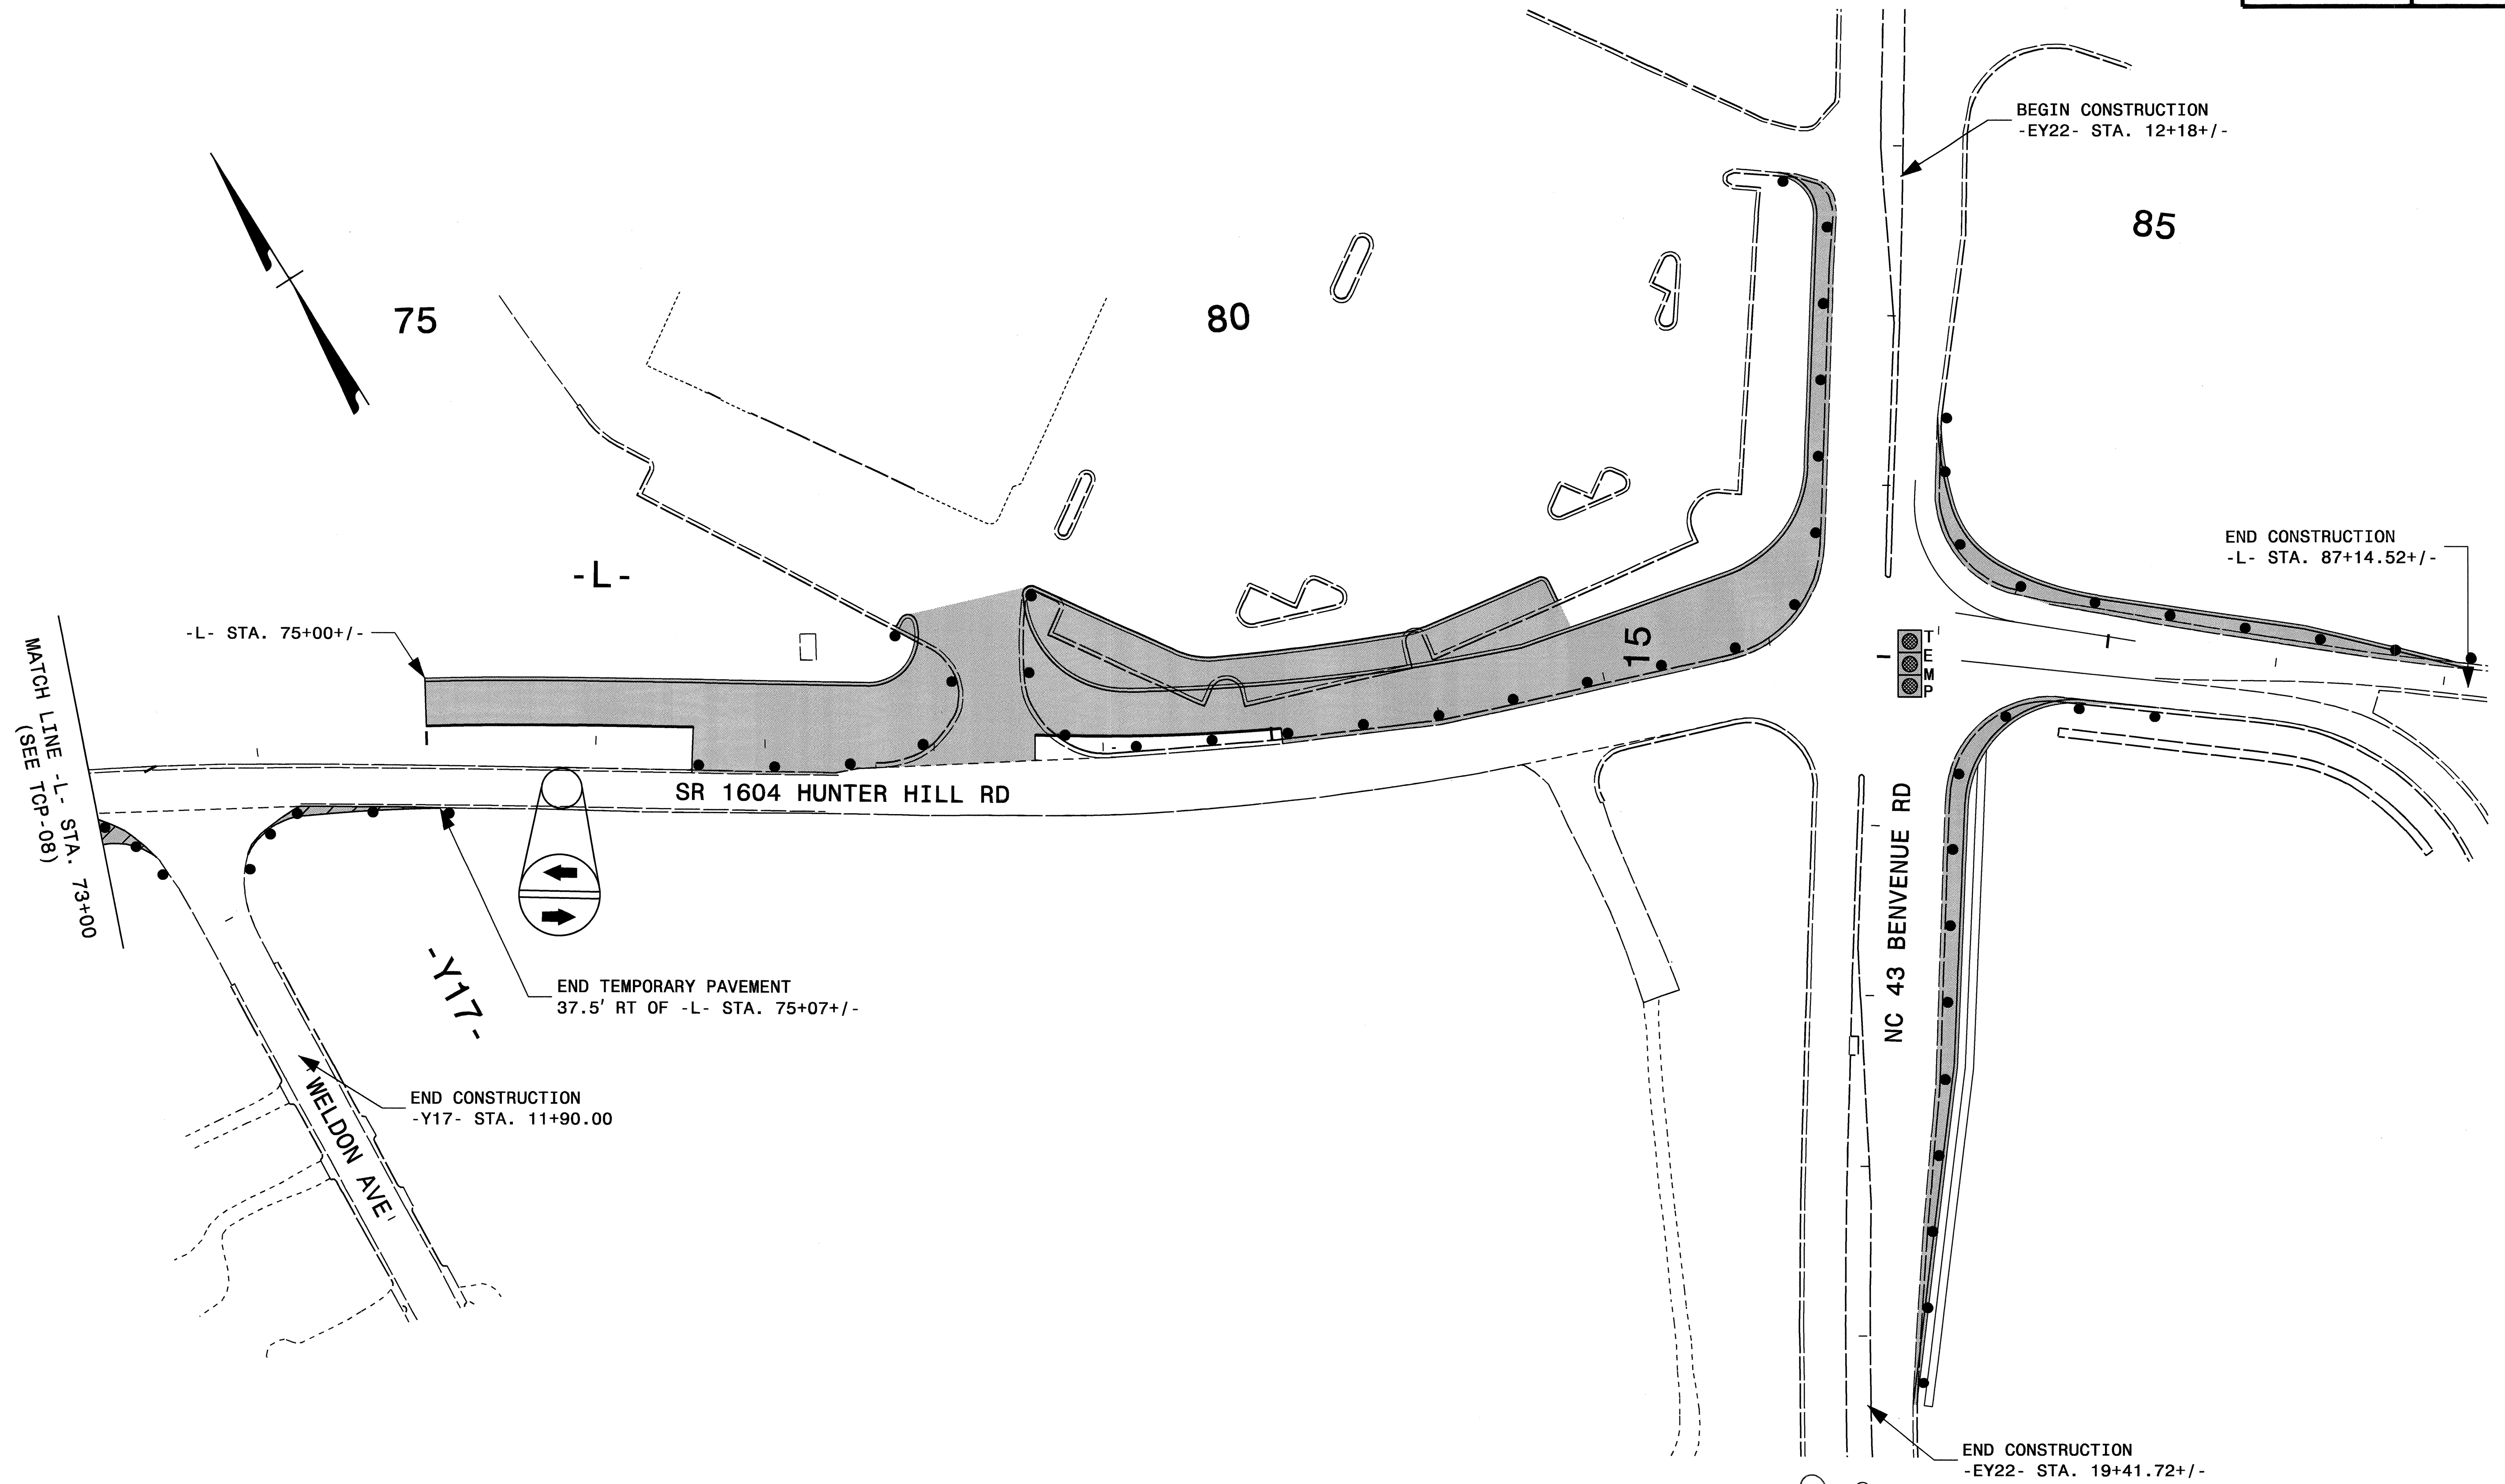 BEGIN CONSTRUCTION
-EY22- STA. 12+18+/-
85
75
80
END CONSTRUCTION
-L- STA. 87+14.52+/-
-L-
-L- STA. 75+00+/-
15
TEMP
MATCH LINE -L- STA. 73+00
(SEE TCP-08)
SR 1604 HUNTER HILL RD
NC 43 BENVENUE RD
-Y17-
END TEMPORARY PAVEMENT
37.5' RT OF -L- STA. 75+07+/-
END CONSTRUCTION
-Y17- STA. 11+90.00
WELDON AVE
END CONSTRUCTION
-EY22- STA. 19+41.72+/-